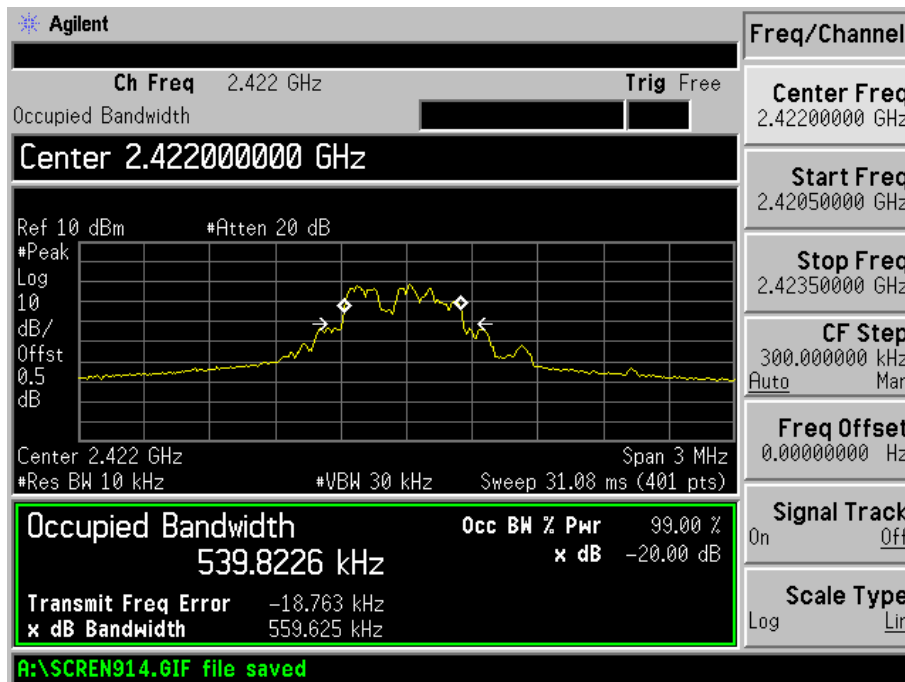 Agilent
Freq/Channel
Ch Freq 2.422 GHz Trig Free
Occupied Bandwidth
Center 2.422000000 GHz
Ref 10 dBm #Atten 20 dB
#Peak
Log
10
dB/
Offst
0.5
dB
Center 2.422 GHz Span 3 MHz
#Res BW 10 kHz #VBW 30 kHz Sweep 31.08 ms (401 pts)
Occupied Bandwidth
539.8226 kHz
Occ BW % Pwr 99.00 %
x dB -20.00 dB
Transmit Freq Error -18.763 kHz
x dB Bandwidth 559.625 kHz
A:\SCREN914.GIF file saved
Center Freq
2.42200000 GHz
Start Freq
2.42050000 GHz
Stop Freq
2.42350000 GHz
CF Step
300.000000 kHz
Auto Man
Freq Offset
0.00000000 Hz
Signal Track
On Off
Scale Type
Log Lin